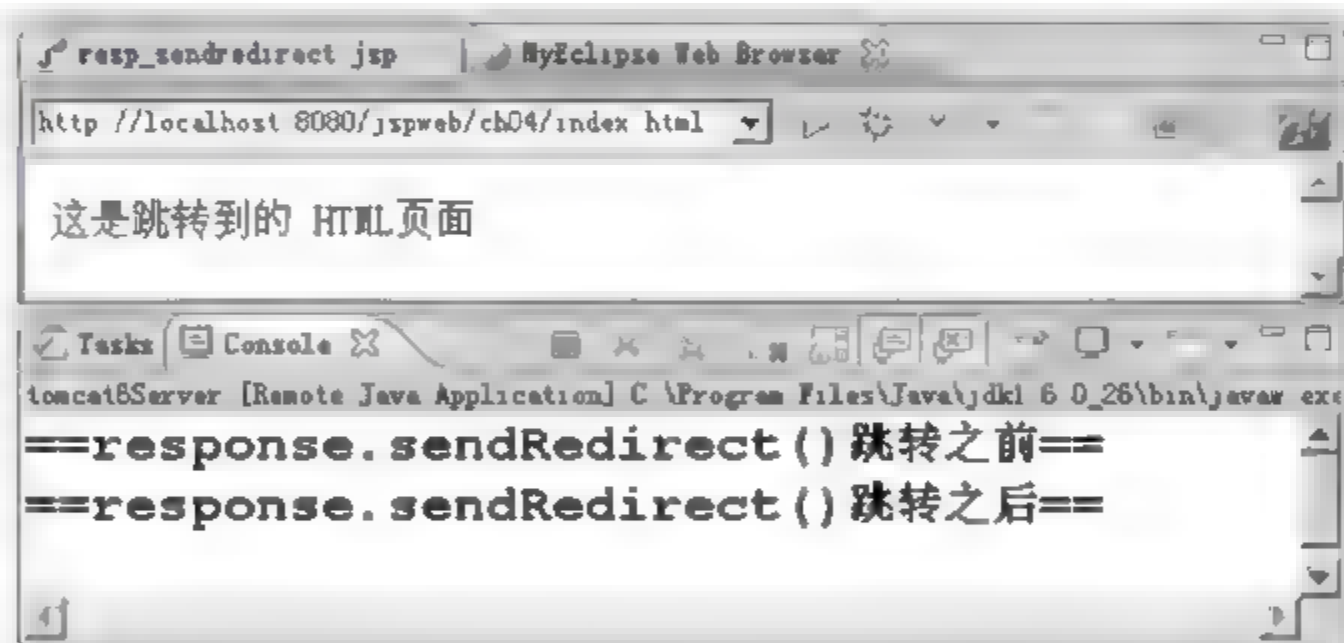 resp_sendredirect jsp
MyEclipse Web Browser
http //localhost 8080/jspweb/ch04/index html
这是跳转到的 HTML页面
Tasks
Console
tomcat8Server [Remote Java Application] C \Program Files\Java\jdk1 6 0_26\bin\javaw exe
==response.sendRedirect()跳转之前==
==response.sendRedirect()跳转之后==